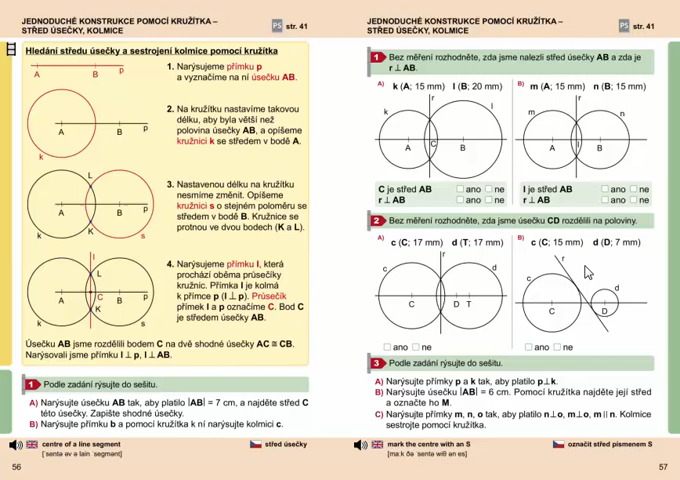 JEDNODUCHÉ KONSTRUKCE POMOCÍ KRUŽÍTKA –
STŘED ÚSEČKY, KOLMICE
PS str. 41
Hledání středu úsečky a sestrojení kolmice pomocí kružítka
A B p
1. Narýsujeme přímku p
a vyznačíme na ní úsečku AB.
A B p
k
2. Na kružítku nastavíme takovou
délku, aby byla větší než
polovina úsečky AB, a opíšeme
kružnici k se středem v bodě A.
L
A B p
K
k s
3. Nastavenou délku na kružítku
nesmíme změnit. Opíšeme
kružnici s o stejném poloměru se
středem v bodě B. Kružnice se
protnou ve dvou bodech (K a L).
l
L
A C B p
K
k s
4. Narýsujeme přímku l, která
prochází oběma průsečíky
kružnic. Přímka l je kolmá
k přímce p (l ⊥ p). Průsečík
přímek l a p označíme C. Bod C
je středem úsečky AB.
Úsečku AB jsme rozdělili bodem C na dvě shodné úsečky AC ≅ CB.
Narýsovali jsme přímku l ⊥ p, l ⊥ AB.
1 Podle zadání rýsujte do sešitu.
A) Narýsujte úsečku AB tak, aby platilo |AB| = 7 cm, a najděte střed C
této úsečky. Zapište shodné úsečky.
B) Narýsujte přímku b a pomocí kružítka k ní narýsujte kolmici c.
centre of a line segment
[ˈsentə əv ə lain ˈsegmənt]
střed úsečky
56
JEDNODUCHÉ KONSTRUKCE POMOCÍ KRUŽÍTKA –
STŘED ÚSEČKY, KOLMICE
PS str. 41
1 Bez měření rozhodněte, zda jsme nalezli střed úsečky AB a zda je
r ⊥ AB.
A) k (A; 15 mm) l (B; 20 mm)
k r l
A C B
C je střed AB ano ne
r ⊥ AB ano ne
B) m (A; 15 mm) n (B; 15 mm)
m r n
A I B
I je střed AB ano ne
r ⊥ AB ano ne
2 Bez měření rozhodněte, zda jsme úsečku CD rozdělili na poloviny.
A) c (C; 17 mm) d (T; 17 mm)
c r d
C D T
ano ne
B) c (C; 15 mm) d (D; 7 mm)
r
c d
C D
ano ne
3 Podle zadání rýsujte do sešitu.
A) Narýsujte přímky p a k tak, aby platilo p⊥k.
B) Narýsujte úsečku |AB| = 6 cm. Pomocí kružítka najděte její střed
a označte ho M.
C) Narýsujte přímky m, n, o tak, aby platilo n⊥o, m⊥o, m || n. Kolmice
sestrojte pomocí kružítka.
mark the centre with an S
[maːk ðə ˈsentə wiθ ən es]
označit střed písmenem S
57